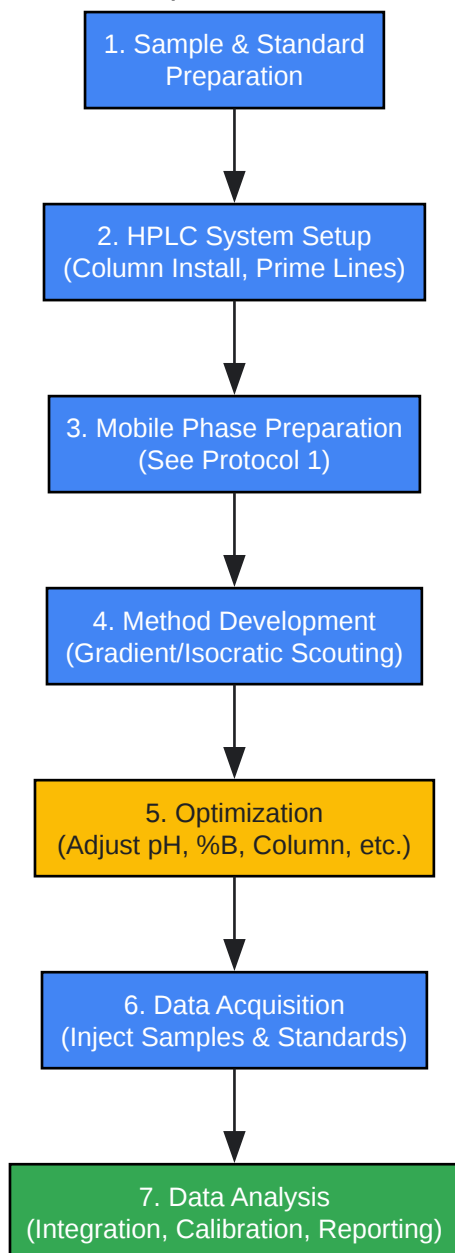 1. Sample & Standard
Preparation
2. HPLC System Setup
(Column Install, Prime Lines)
3. Mobile Phase Preparation
(See Protocol 1)
4. Method Development
(Gradient/Isocratic Scouting)
5. Optimization
(Adjust pH, %B, Column, etc.)
6. Data Acquisition
(Inject Samples & Standards)
7. Data Analysis
(Integration, Calibration, Reporting)